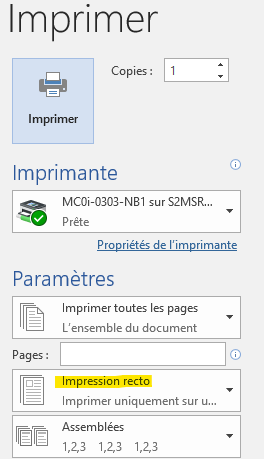 Imprimer
Copies : 1
Imprimer
Imprimante
MC0i-0303-NB1 sur S2MSR...
Prête
Propriétés de l'imprimante
Paramètres
Imprimer toutes les pages
L'ensemble du document
Pages :
Impression recto
Imprimer uniquement sur u...
Assemblées
1,2,3 1,2,3 1,2,3